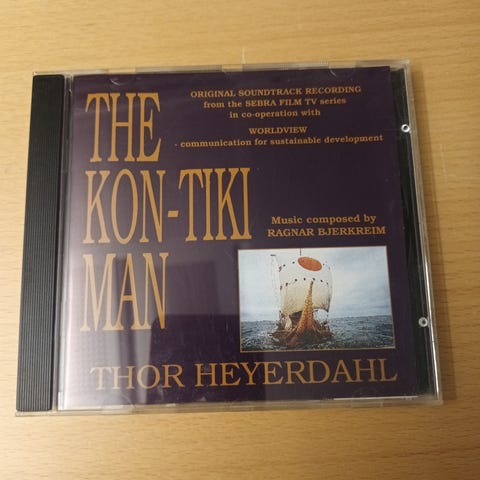 THE
KON-TIKI
MAN
ORIGINAL SOUNDTRACK RECORDING
from the SEBRA FILM TV series
in co-operation with
WORLDVIEW
- communication for sustainable development
Music composed by
RAGNAR BJERKREIM
THOR HEYERDAHL